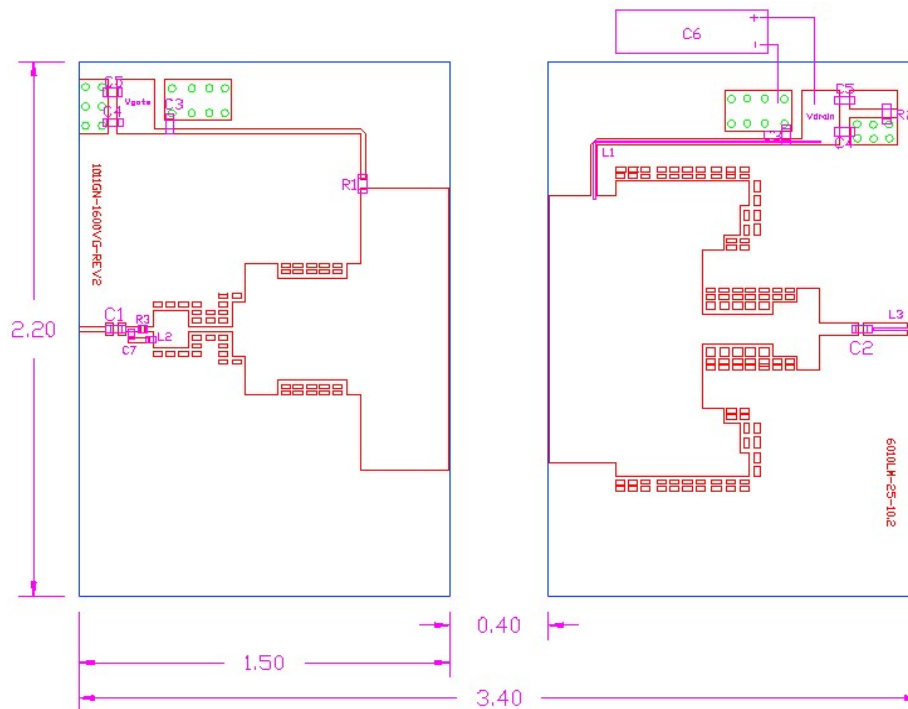 C6
+
-
C5
Vgate
C3
C4
C5
Vdrain
R2
C4
L1
R1
1011GN-1600VG-REV2
2.20
C1
R3
L2
C7
L3
C2
6010LM-25-10.2
0.40
1.50
3.40